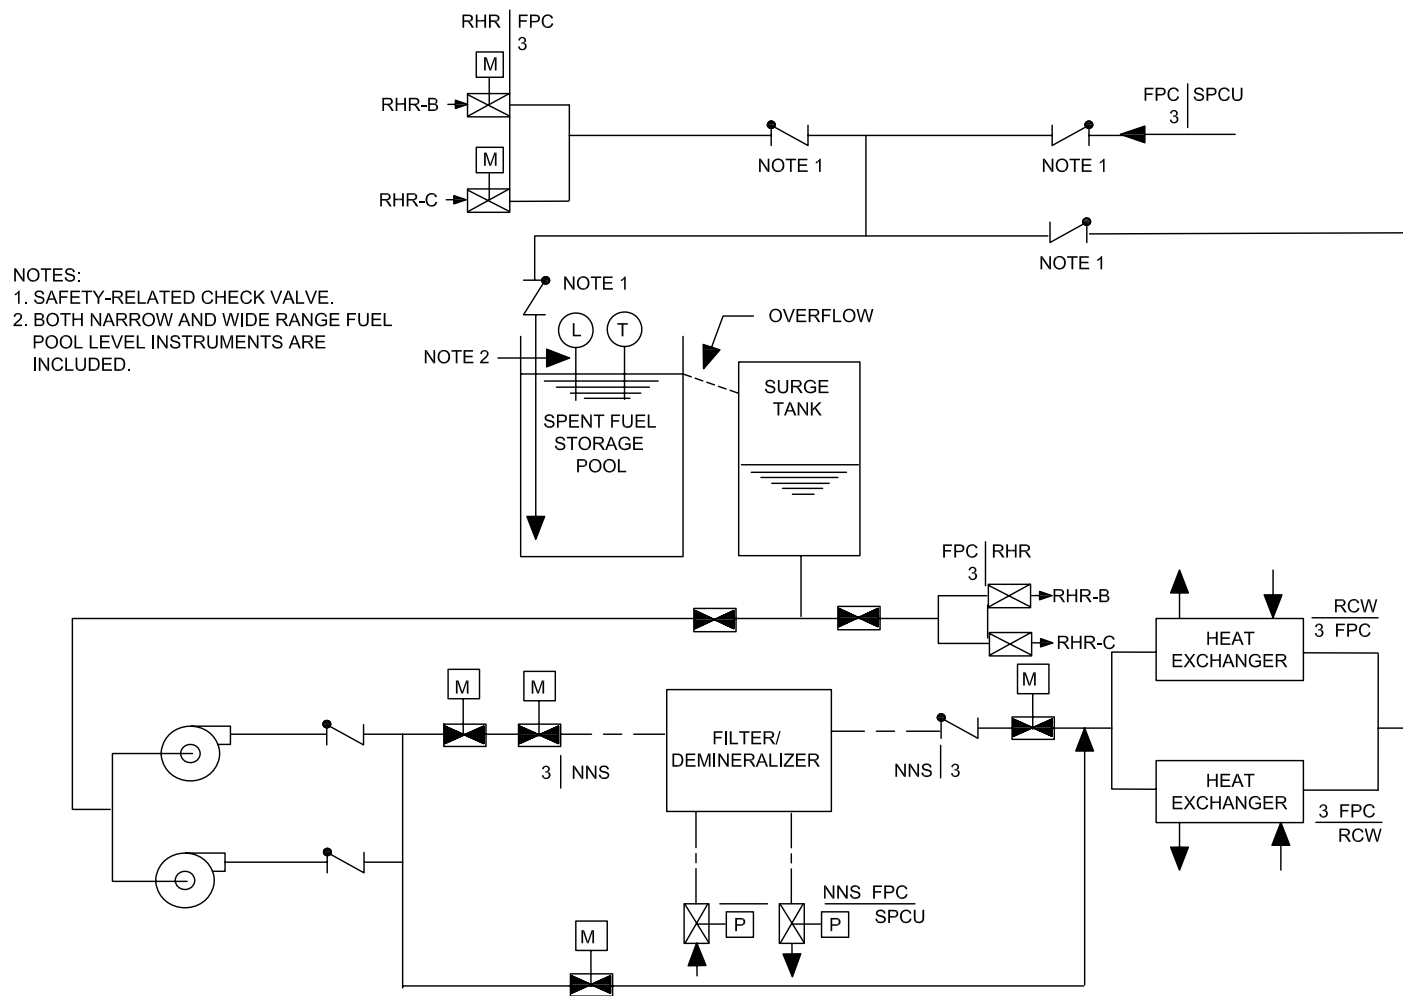 RHR FPC
3
M
RHR-B
FPC SPCU
3
NOTE 1
NOTE 1
M
RHR-C
NOTE 1
NOTES:
1. SAFETY-RELATED CHECK VALVE.
2. BOTH NARROW AND WIDE RANGE FUEL
POOL LEVEL INSTRUMENTS ARE
INCLUDED.
NOTE 1
OVERFLOW
L T
NOTE 2
SURGE
TANK
SPENT FUEL
STORAGE
POOL
FPC RHR
3
RHR-B
RHR-C
RCW
3 FPC
HEAT
EXCHANGER
M
M
M
FILTER/
DEMINERALIZER
3 NNS
NNS 3
HEAT
EXCHANGER
3 FPC
RCW
NNS FPC
SPCU
P
P
M